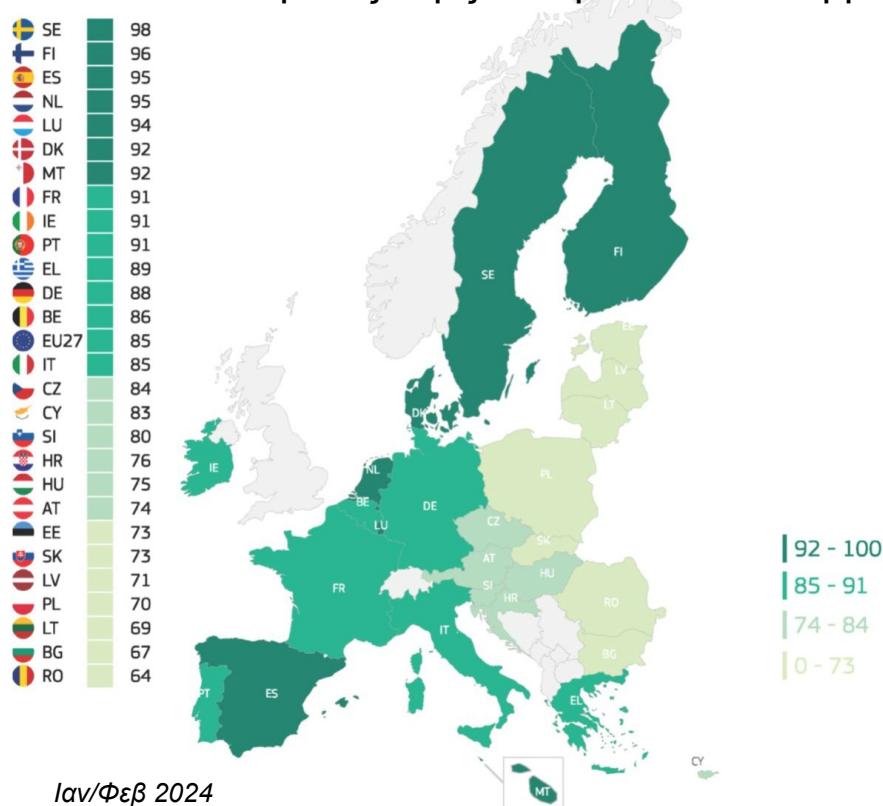 SE 98
FI 96
ES 95
NL 95
LU 94
DK 92
MT 92
FR 91
IE 91
PT 91
EL 89
DE 88
BE 86
EU27 85
IT 85
CZ 84
CY 83
SI 80
HR 76
HU 75
AT 74
EE 73
SK 73
LV 71
PL 70
LT 69
BG 67
RO 64
FI
SE
EE
LV
LT
DK
IE
NL
PL
BE
DE
LU
CZ
SK
AT
HU
FR
SI
HR
RO
IT
BG
PT
ES
EL
CY
MT
92 - 100
85 - 91
74 - 84
0 - 73
Ιαν/Φεβ 2024